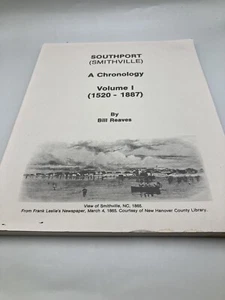 SOUTHPORT
(SMITHVILLE)
A Chronology
Volume I
(1520 - 1887)
By
Bill Reaves
View of Smithville, NC, 1865.
From Frank Leslie's Newspaper, March 4, 1865. Courtesy of New Hanover County Library.